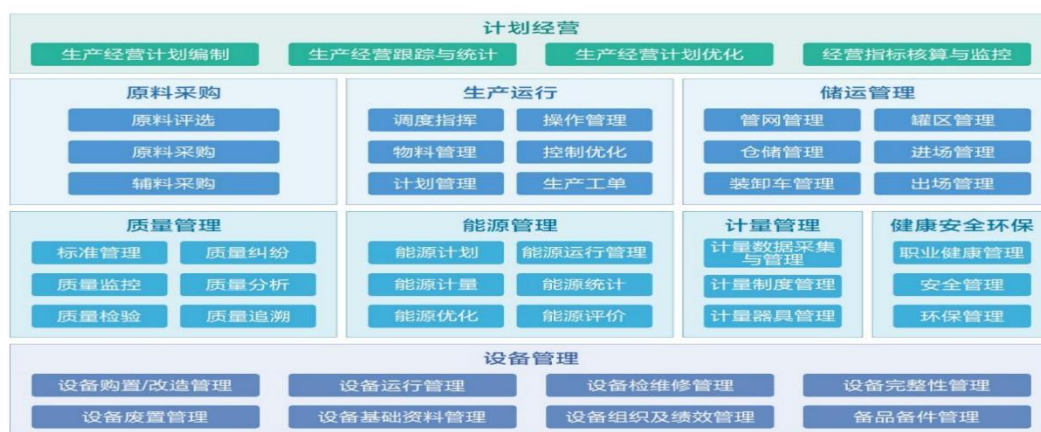 计划经营
生产经营计划编制 生产经营跟踪与统计 生产经营计划优化 经营指标核算与监控
原料采购
原料评选
原料采购
辅料采购
生产运行
调度指挥 操作管理
物料管理 控制优化
计划管理 生产工单
储运管理
管网管理 罐区管理
仓储管理 进场管理
装卸车管理 出场管理
质量管理
标准管理 质量纠纷
质量监控 质量分析
质量检验 质量追溯
能源管理
能源计划 能源运行管理
能源计量 能源统计
能源优化 能源评价
计量管理
计量数据采集
与管理
计量制度管理
计量器具管理
健康安全环保
职业健康管理
安全管理
环保管理
设备管理
设备购置/改造管理 设备运行管理 设备检维修管理 设备完整性管理
设备废置管理 设备基础资料管理 设备组织及绩效管理 备品备件管理